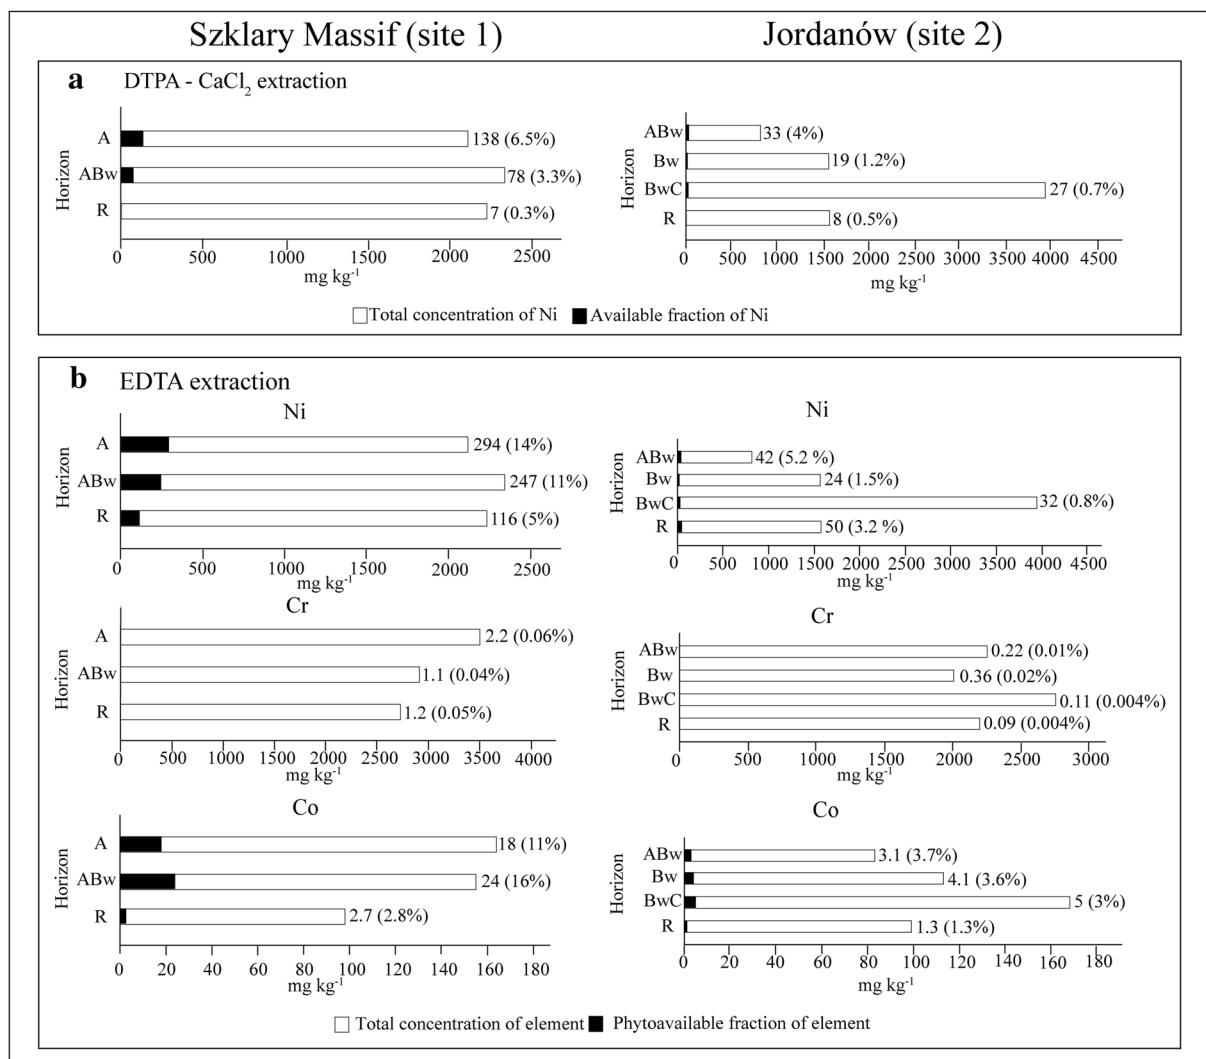 Szklary Massif (site 1)
Jordanów (site 2)
a DTPA - CaCl2 extraction
Horizon
A 138 (6.5%)
ABw 78 (3.3%)
R 7 (0.3%)
0 500 1000 1500 2000 2500
mg kg-1
Horizon
ABw 33 (4%)
Bw 19 (1.2%)
BwC 27 (0.7%)
R 8 (0.5%)
0 500 1000 1500 2000 2500 3000 3500 4000 4500
mg kg-1
Total concentration of Ni Available fraction of Ni
b EDTA extraction
Ni
Horizon
A 294 (14%)
ABw 247 (11%)
R 116 (5%)
0 500 1000 1500 2000 2500
mg kg-1
Ni
Horizon
ABw 42 (5.2 %)
Bw 24 (1.5%)
BwC 32 (0.8%)
R 50 (3.2 %)
0 500 1000 1500 2000 2500 3000 3500 4000 4500
mg kg-1
Cr
Horizon
A 2.2 (0.06%)
ABw 1.1 (0.04%)
R 1.2 (0.05%)
0 500 1000 1500 2000 2500 3000 3500 4000
mg kg-1
Cr
Horizon
ABw 0.22 (0.01%)
Bw 0.36 (0.02%)
BwC 0.11 (0.004%)
R 0.09 (0.004%)
0 500 1000 1500 2000 2500 3000
mg kg-1
Co
Horizon
A 18 (11%)
ABw 24 (16%)
R 2.7 (2.8%)
0 20 40 60 80 100 120 140 160 180
mg kg-1
Co
Horizon
ABw 3.1 (3.7%)
Bw 4.1 (3.6%)
BwC 5 (3%)
R 1.3 (1.3%)
0 20 40 60 80 100 120 140 160 180
mg kg-1
Total concentration of element Phytoavailable fraction of element